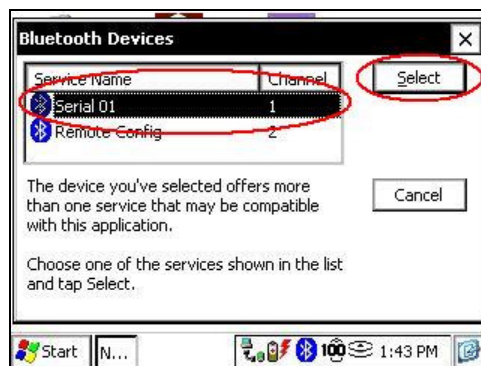 Bluetooth Devices
Service Name Channel
Serial 01 1
Remote Config 2
Select
Cancel
The device you've selected offers more
than one service that may be compatible
with this application.
Choose one of the services shown in the list
and tap Select.
Start N... 100 1:43 PM